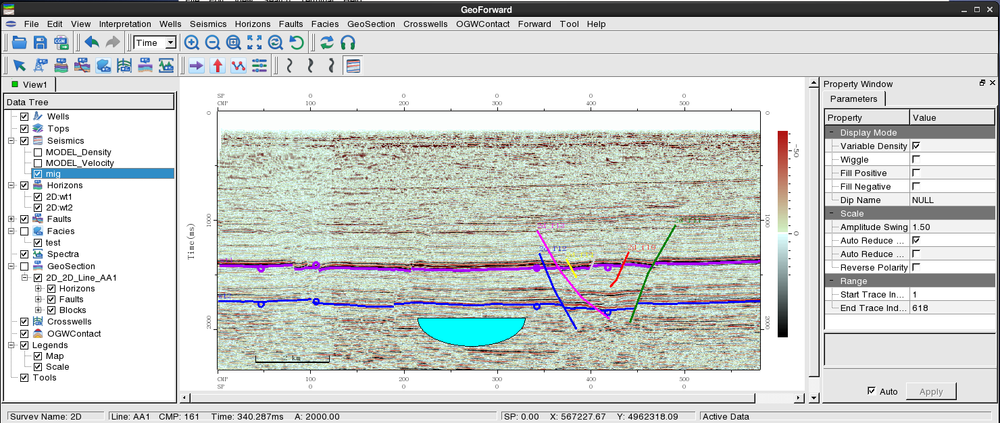 GeoForward
File Edit View Interpretation Wells Seismics Horizons Faults Facies GeoSection Crosswells OGWContact Forward Tool Help
CGM
Time
View1
Data Tree
Wells
Tops
Seismics
MODEL_Density
MODEL_Velocity
mig
Horizons
2D:wt1
2D:wt2
Faults
Facies
test
Spectra
GeoSection
2D_2D_Line_AA1
Horizons
Faults
Blocks
Crosswells
OGWContact
Legends
Map
Scale
Tools
SP 0 0 0 0 0
CMP 100 200 300 400 500
0 0
1000 1000
2000 2000
Time(ms)
2 km
CMP 100 200 300 400 500
SP 0 0 0 0 0
-50
0
Property Window
Parameters
Property Value
Display Mode
Variable Density
Wiggle
Fill Positive
Fill Negative
Dip Name NULL
Scale
Amplitude Swing 1.50
Auto Reduce ...
Auto Reduce ...
Reverse Polarity
Range
Start Trace In... 1
End Trace Ind... 618
Auto Apply
Survey Name: 2D Line: AA1 CMP: 161 Time: 340.287ms A: 2000.00 SP: 0.00 X: 567227.67 Y: 4962318.09 Active Data